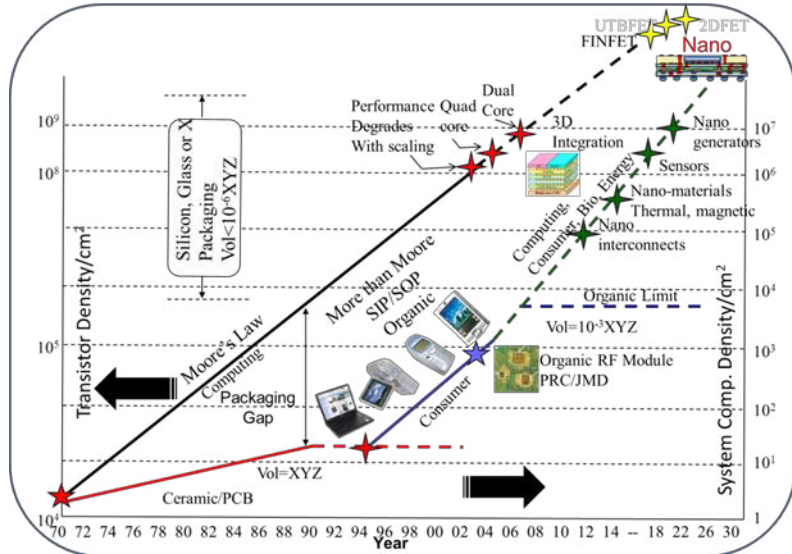 UTBFET
2DFET
FINFET
Nano
Dual
Core
Performance
Degrades
With scaling
Quad
core
3D
Integration
Nano
generators
Sensors
Nano-materials
Thermal, magnetic
Nano
interconnects
Computing,
Consumer, Bio, Energy
Silicon, Glass or X
Packaging
Vol<10⁻⁶XYZ
More than Moore
SIP/SOP
Organic
Organic Limit
Vol=10⁻³XYZ
Moore's Law
Computing
Packaging
Gap
Consumer
Organic RF Module
PRC/JMD
Vol=XYZ
Ceramic/PCB
Transistor Density/cm²
10⁹
10⁸
10⁵
10⁴
System Comp. Density/cm²
10⁷
10⁶
10⁵
10⁴
10³
10²
10¹
1
70 72 74 76 78 80 82 84 86 88 90 92 94 96 98 00 02 04 06 08 10 12 14 -- 18 22 26 30
Year